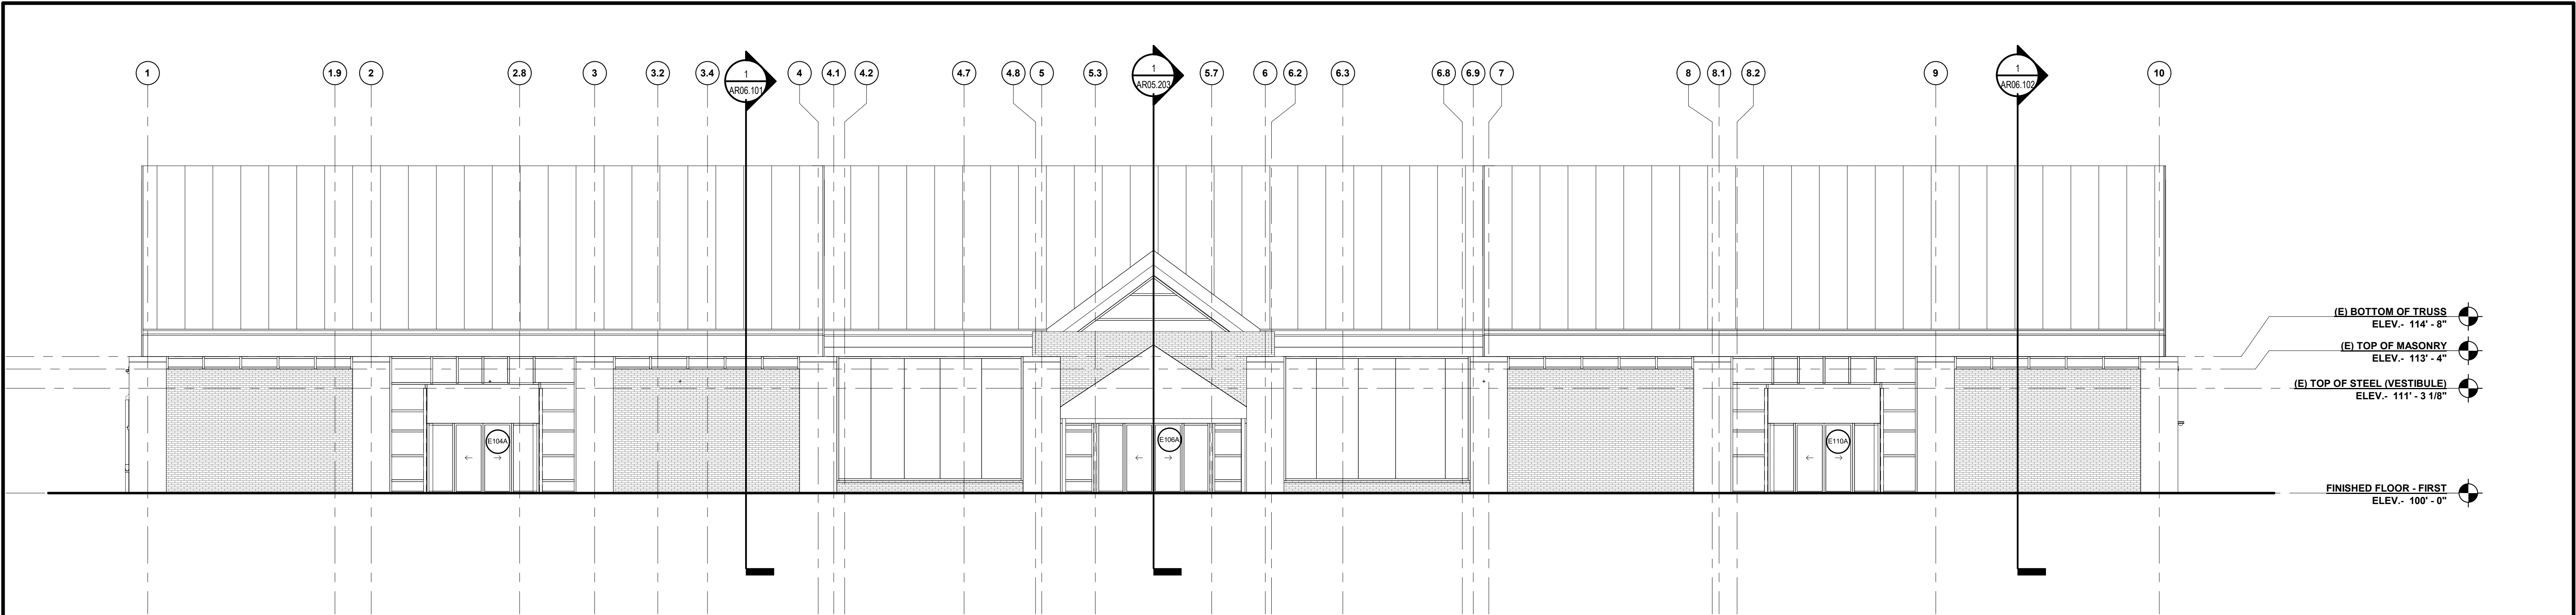 1
1.9
2
2.8
3
3.2
3.4
1
AR06.101
4
4.1
4.2
4.7
4.8
5
5.3
1
AR05.203
5.7
6
6.2
6.3
6.8
6.9
7
8
8.1
8.2
9
1
AR06.102
10
(E) BOTTOM OF TRUSS
ELEV.- 114' - 8"
(E) TOP OF MASONRY
ELEV.- 113' - 4"
(E) TOP OF STEEL (VESTIBULE)
ELEV.- 111' - 3 1/8"
E104A
E106A
E110A
FINISHED FLOOR - FIRST
ELEV.- 100' - 0"